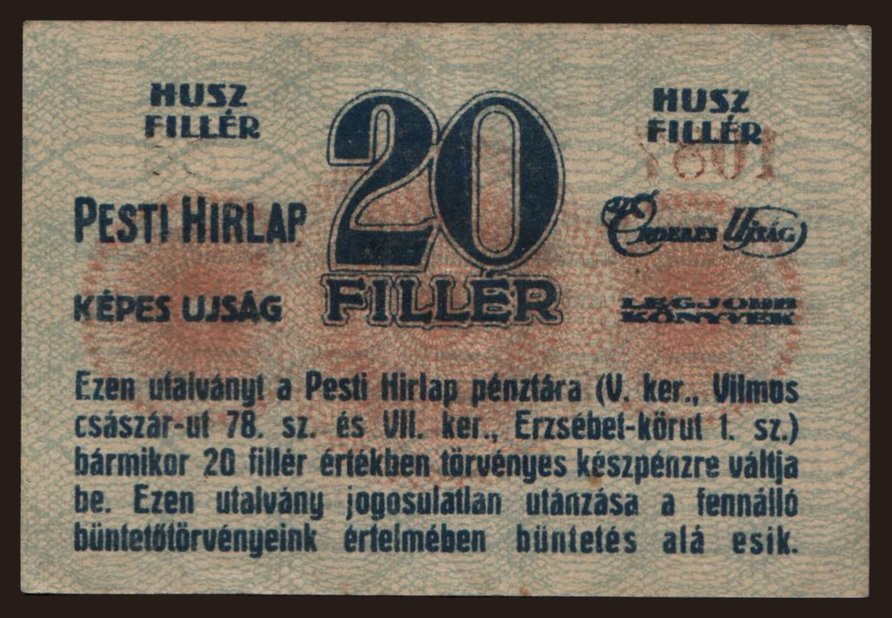 HUSZ
FILLÉR
20
FILLÉR
HUSZ
FILLÉR
PESTI HIRLAP
KÉPES UJSÁG
Az Érdekes Ujság
LEGJOBB
KÖNYVEK
Ezen utalványt a Pesti Hirlap pénztára (V. ker., Vilmos
császár-ut 78. sz. és VII. ker., Erzsébet-körut 1. sz.)
bármikor 20 fillér értékben törvényes készpénzre váltja
be. Ezen utalvány jogosulatlan utánzása a fennálló
büntetőtörvényeink értelmében büntetés alá esik.